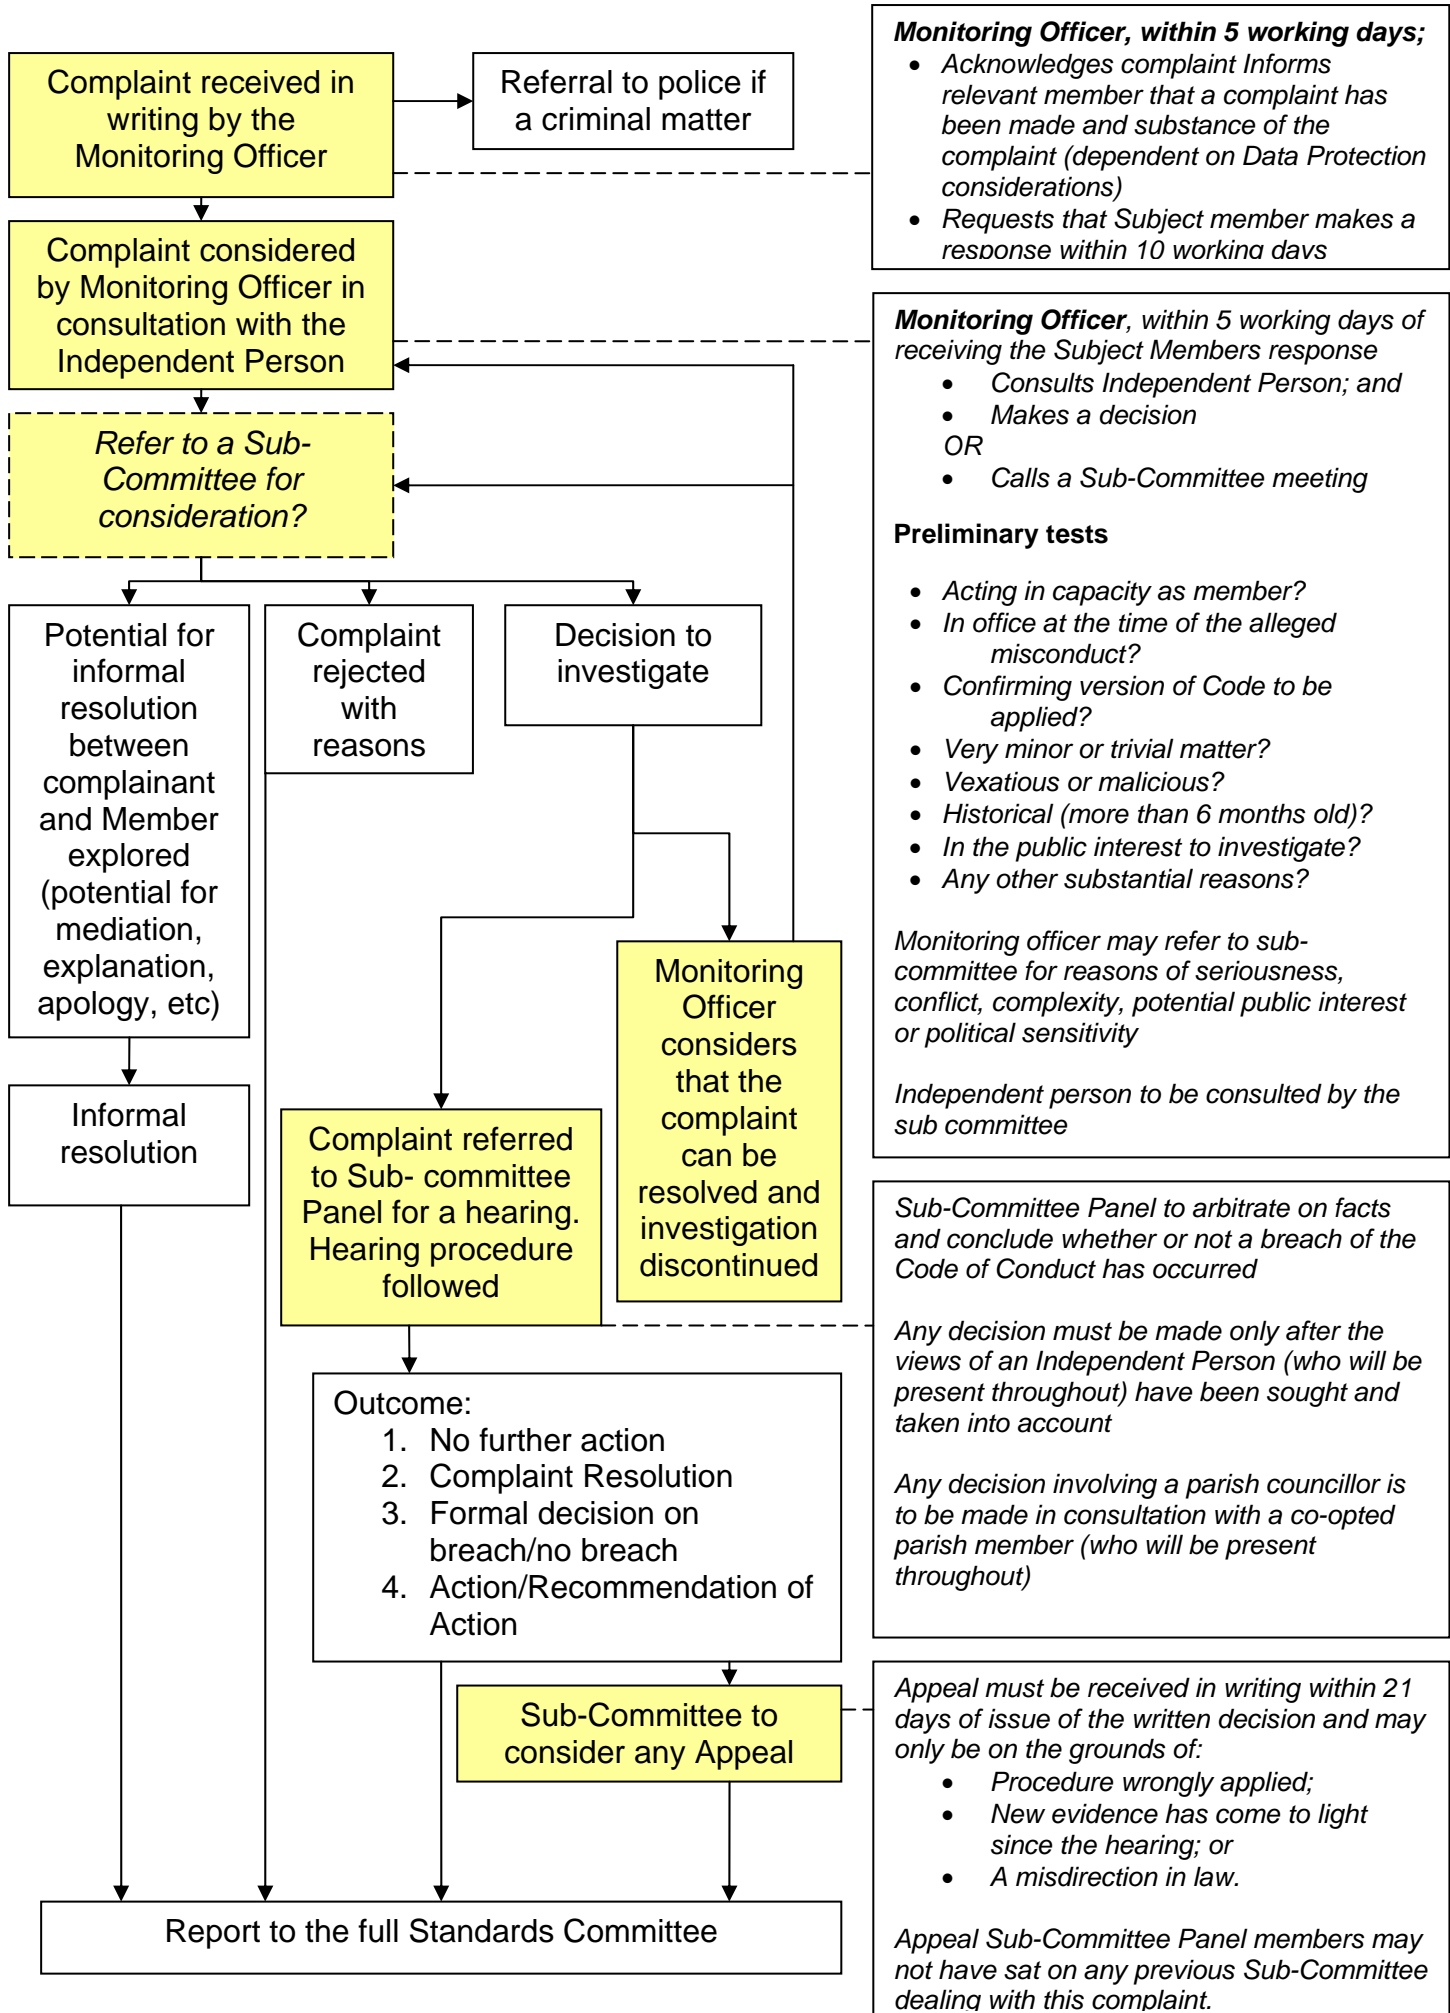 Complaint received in
writing by the
Monitoring Officer
Referral to police if
a criminal matter
Monitoring Officer, within 5 working days;
• Acknowledges complaint Informs
relevant member that a complaint has
been made and substance of the
complaint (dependent on Data Protection
considerations)
• Requests that Subject member makes a
response within 10 working days
Complaint considered
by Monitoring Officer in
consultation with the
Independent Person
Monitoring Officer, within 5 working days of
receiving the Subject Members response
• Consults Independent Person; and
• Makes a decision
OR
• Calls a Sub-Committee meeting
Preliminary tests
• Acting in capacity as member?
• In office at the time of the alleged
misconduct?
• Confirming version of Code to be
applied?
• Very minor or trivial matter?
• Vexatious or malicious?
• Historical (more than 6 months old)?
• In the public interest to investigate?
• Any other substantial reasons?
Monitoring officer may refer to sub-
committee for reasons of seriousness,
conflict, complexity, potential public interest
or political sensitivity
Independent person to be consulted by the
sub committee
Refer to a Sub-
Committee for
consideration?
Potential for
informal
resolution
between
complainant
and Member
explored
(potential for
mediation,
explanation,
apology, etc)
Complaint
rejected
with
reasons
Decision to
investigate
Informal
resolution
Complaint referred
to Sub- committee
Panel for a hearing.
Hearing procedure
followed
Monitoring
Officer
considers
that the
complaint
can be
resolved and
investigation
discontinued
Sub-Committee Panel to arbitrate on facts
and conclude whether or not a breach of the
Code of Conduct has occurred
Any decision must be made only after the
views of an Independent Person (who will be
present throughout) have been sought and
taken into account
Any decision involving a parish councillor is
to be made in consultation with a co-opted
parish member (who will be present
throughout)
Outcome:
1. No further action
2. Complaint Resolution
3. Formal decision on
breach/no breach
4. Action/Recommendation of
Action
Sub-Committee to
consider any Appeal
Appeal must be received in writing within 21
days of issue of the written decision and may
only be on the grounds of:
• Procedure wrongly applied;
• New evidence has come to light
since the hearing; or
• A misdirection in law.
Appeal Sub-Committee Panel members may
not have sat on any previous Sub-Committee
dealing with this complaint.
Report to the full Standards Committee